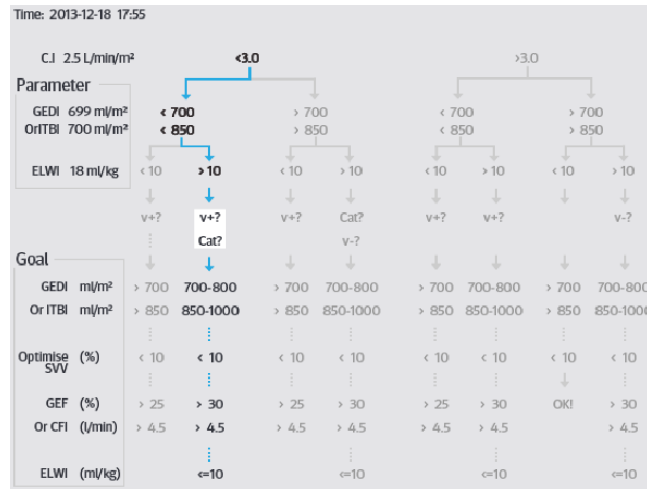 Time: 2013-12-18 17:55
C.I 2.5 L/min/m² <3.0 >3.0
Parameter
GEDI 699 ml/m² < 700 > 700 < 700 > 700
OrITBI 700 ml/m² < 850 > 850 < 850 > 850
ELWI 18 ml/kg < 10 > 10 < 10 > 10 < 10 > 10 < 10 > 10
v+? v+? v+? Cat? v+? v+? v-?
Cat? v-?
Goal
GEDI ml/m² > 700 700-800 > 700 700-800 > 700 700-800 > 700 700-800
Or ITBI ml/m² > 850 850-1000 > 850 850-1000 > 850 850-1000 > 850 850-1000
Optimise (%) < 10 < 10 < 10 < 10 < 10 < 10 < 10 < 10
SVV
GEF (%) > 25 > 30 > 25 > 30 > 25 > 30 OK! > 30
Or CFI (l/min) > 4.5 > 4.5 > 4.5 > 4.5 > 4.5 > 4.5 > 4.5
ELWI (ml/kg) <=10 <=10 <=10 <=10